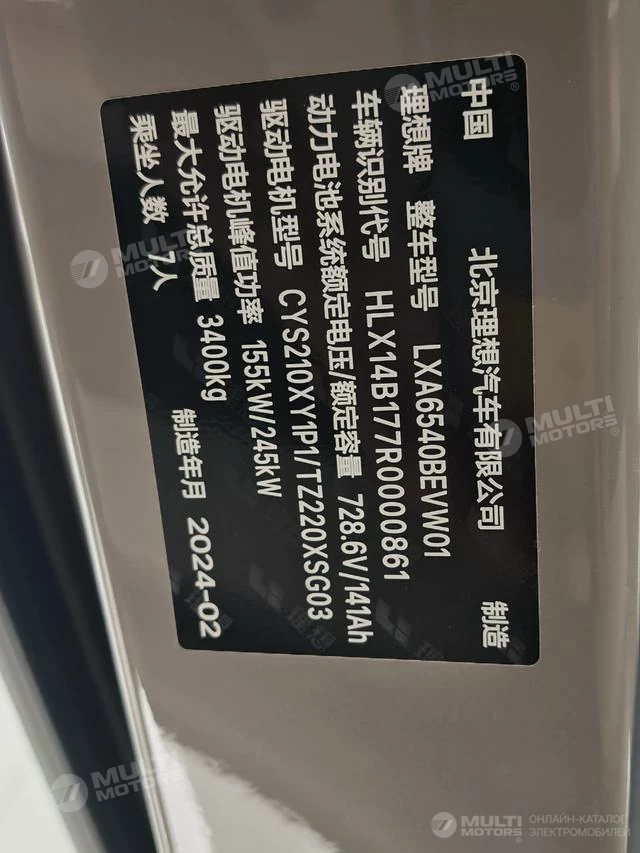 中国 北京理想汽车有限公司 制造
理想牌 整车型号 LXA6540BEVW01
车辆识别代号 HLX14B177R0000861
动力电池系统额定电压/额定容量 728.6V/141Ah
驱动电机型号 CYS210XY1P1/TZ220XSG03
驱动电机峰值功率 155kW/245kW
最大允许总质量 3400kg 制造年月 2024-02
乘坐人数 7人
理想
MULTI
MOTORS®
MULTI
MOTORS®
MULTI
MOTORS®
MULTI
MOTORS
MULTI
MOTORS®
ОНЛАЙН-КАТАЛОГ
ЭЛЕКТРОМОБИЛЕЙ